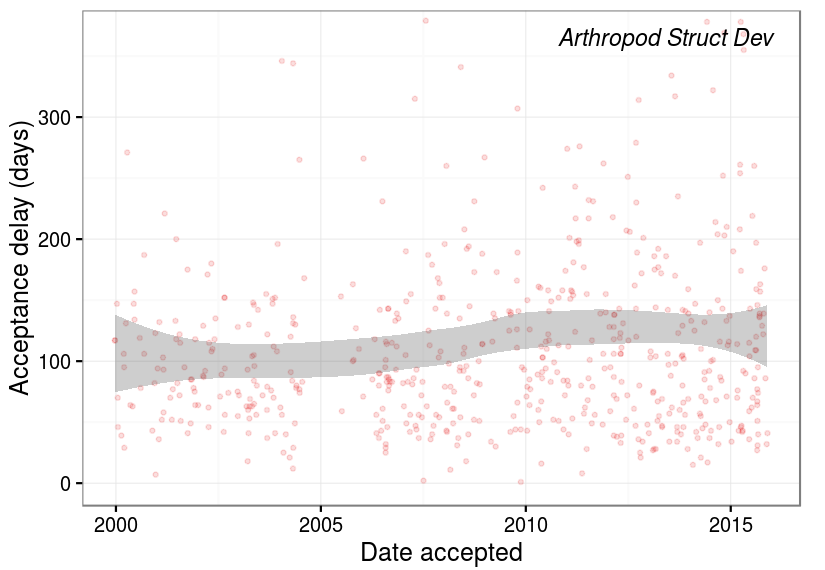 Arthropod Struct Dev
Acceptance delay (days)
300
200
100
0
2000 2005 2010 2015
Date accepted